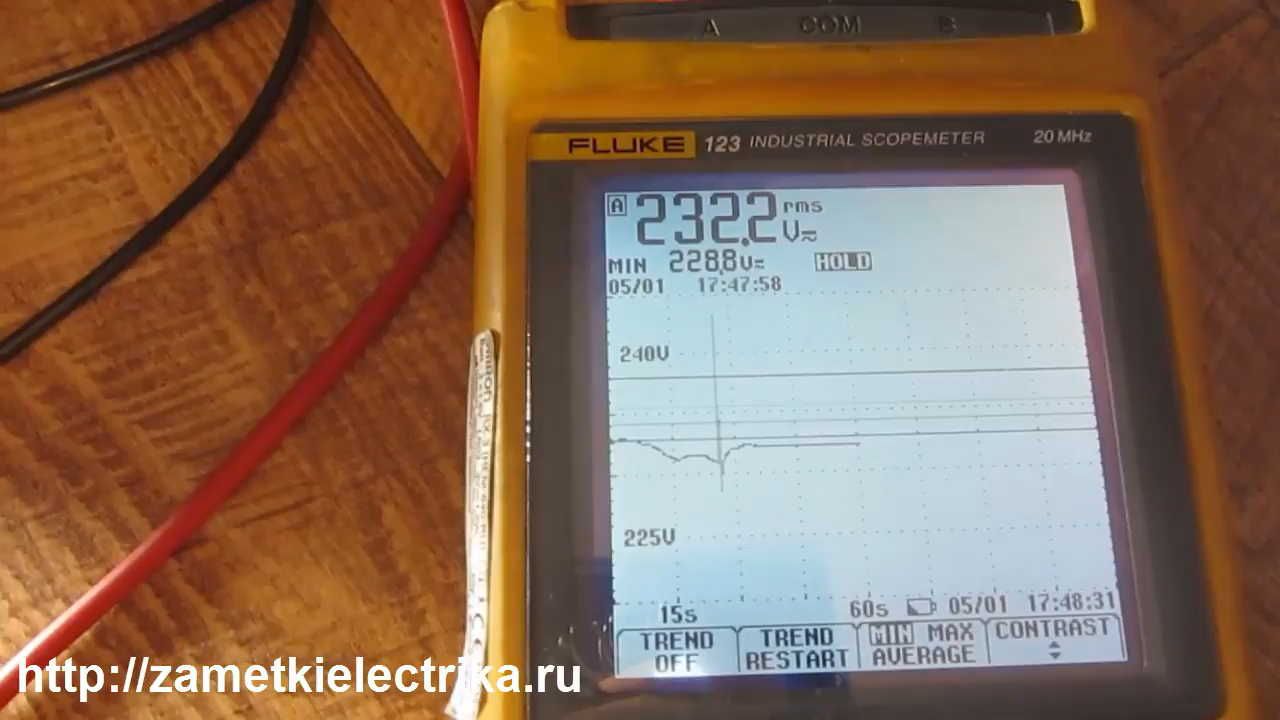 A COM B
FLUKE 123 INDUSTRIAL SCOPEMETER 20 MHz
A 232.2 rms V≂
MIN 228.8 V≂ HOLD
05/01 17:47:58
240V
225V
15s 60s 05/01 17:48:31
TREND OFF
TREND RESTART
MIN MAX AVERAGE
CONTRAST
http://zametkielectrika.ru